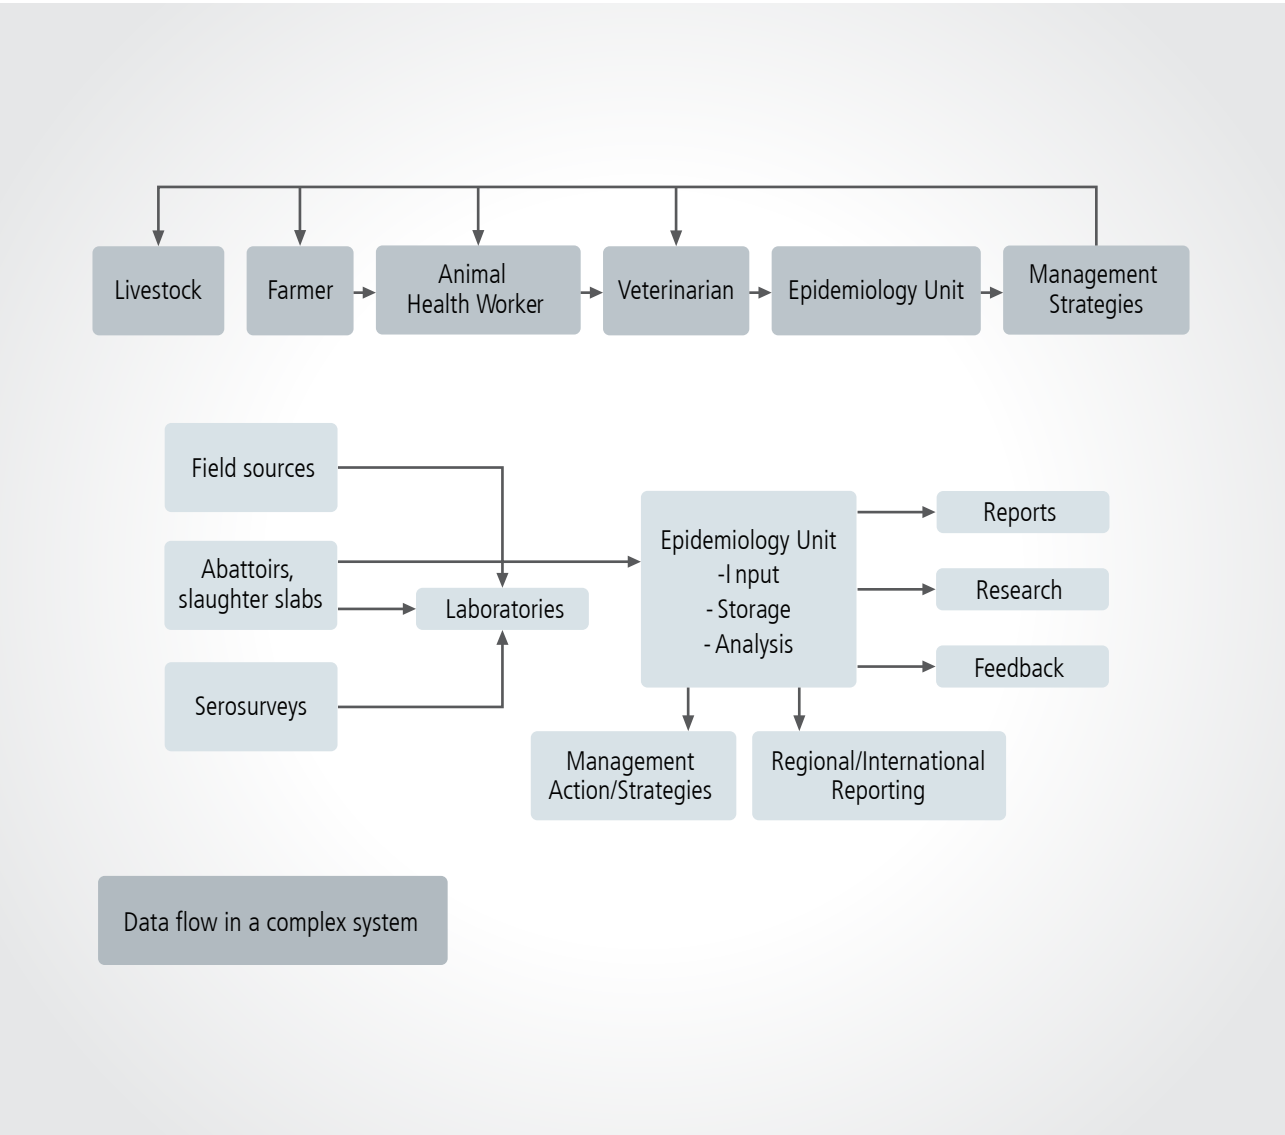 Livestock
Farmer
Animal
Health Worker
Veterinarian
Epidemiology Unit
Management
Strategies
Field sources
Abattoirs,
slaughter slabs
Serosurveys
Laboratories
Epidemiology Unit
-Input
- Storage
- Analysis
Reports
Research
Feedback
Management
Action/Strategies
Regional/International
Reporting
Data flow in a complex system